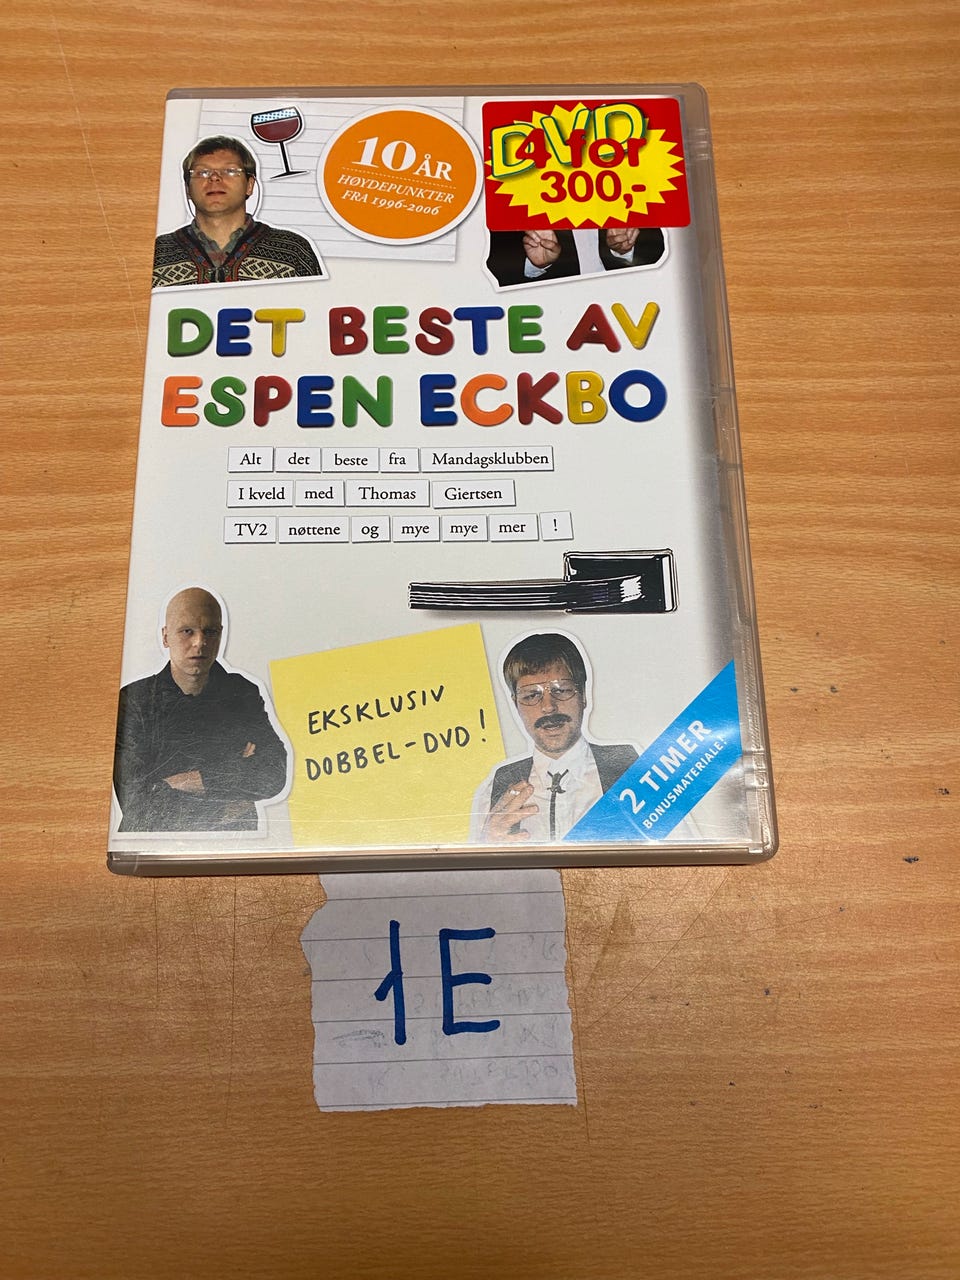 10 ÅR
HØYDEPUNKTER
FRA 1996-2006
DVD
4 for
300,-
DET BESTE AV
ESPEN ECKBO
Alt det beste fra Mandagsklubben
I kveld med Thomas Giertsen
TV2 nøttene og mye mye mer !
EKSKLUSIV
DOBBEL-DVD!
2 TIMER
BONUSMATERIALE!
1E